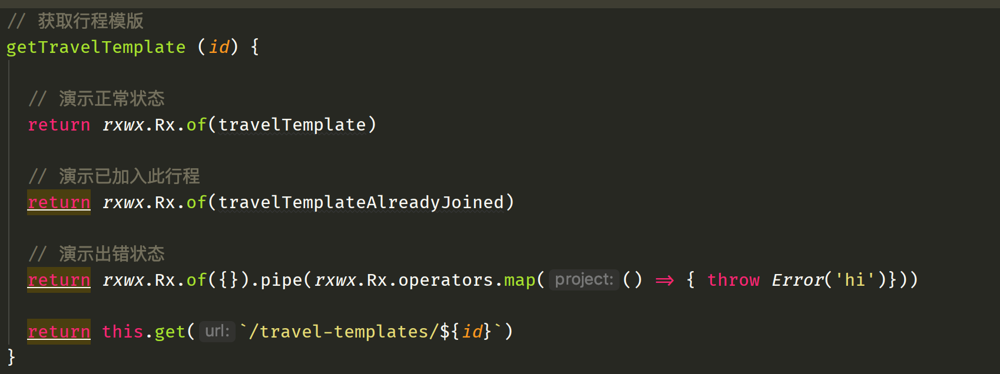 // 获取行程模版
getTravelTemplate (id) {
// 演示正常状态
return rxwx.Rx.of(travelTemplate)
// 演示已加入此行程
return rxwx.Rx.of(travelTemplateAlreadyJoined)
// 演示出错状态
return rxwx.Rx.of({}).pipe(rxwx.Rx.operators.map( project: () => { throw Error('hi')}))
return this.get( url: `/travel-templates/${id}`)
}